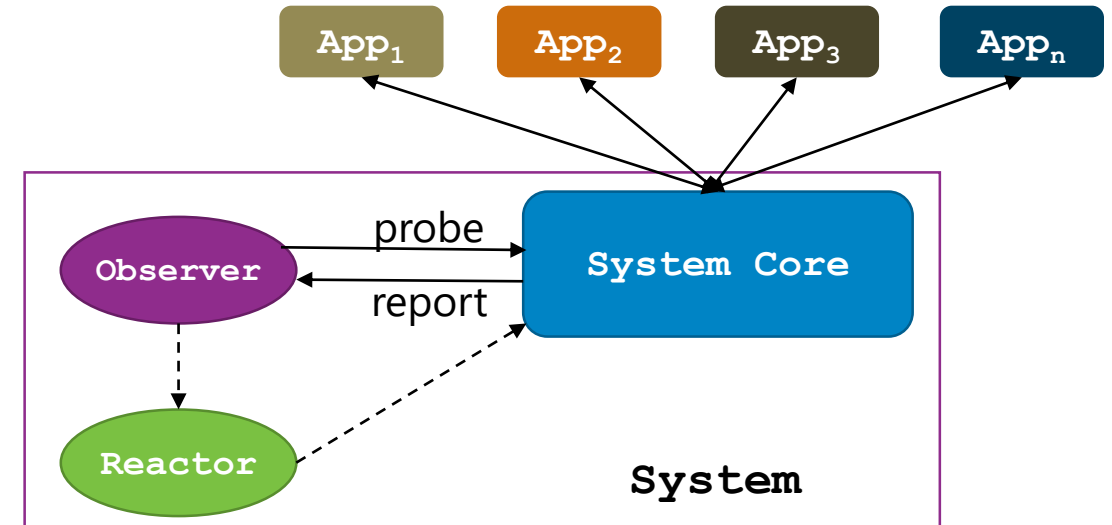 App₁ App₂ App₃ Appₙ
probe
Observer
System Core
report
Reactor
System